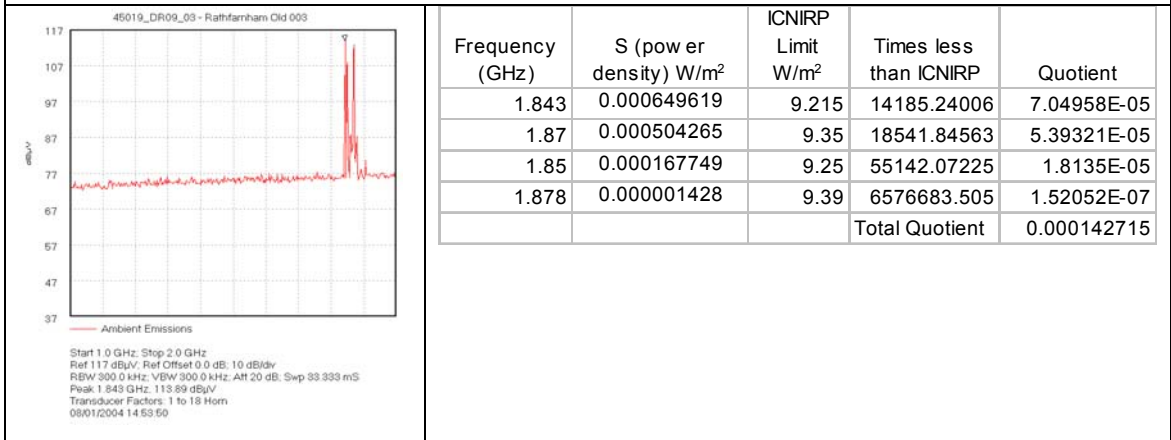 45019_DR09_03 - Rathfarnham Old 003
117
107
97
87
77
67
57
47
37
dBµV
Ambient Emissions
Start 1.0 GHz; Stop 2.0 GHz
Ref 117 dBµV; Ref Offset 0.0 dB; 10 dB/div
RBW 300.0 kHz; VBW 300.0 kHz; Att 20 dB; Swp 33.333 mS
Peak 1.843 GHz, 113.89 dBµV
Transducer Factors: 1 to 18 Horn
08/01/2004 14:53:50
Frequency (GHz) S (pow er density) W/m² ICNIRP Limit W/m² Times less than ICNIRP Quotient
1.843 0.000649619 9.215 14185.24006 7.04958E-05
1.87 0.000504265 9.35 18541.84563 5.39321E-05
1.85 0.000167749 9.25 55142.07225 1.8135E-05
1.878 0.000001428 9.39 6576683.505 1.52052E-07
Total Quotient 0.000142715